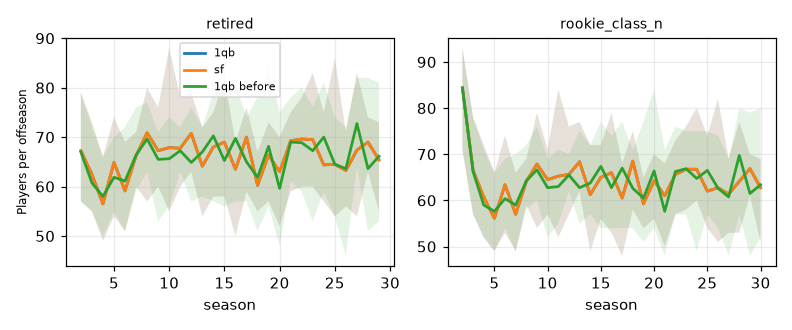 retired
Players per offseason
90
80
70
60
50
1qb
sf
1qb before
5 10 15 20 25 30
season
rookie_class_n
90
80
70
60
50
5 10 15 20 25 30
season